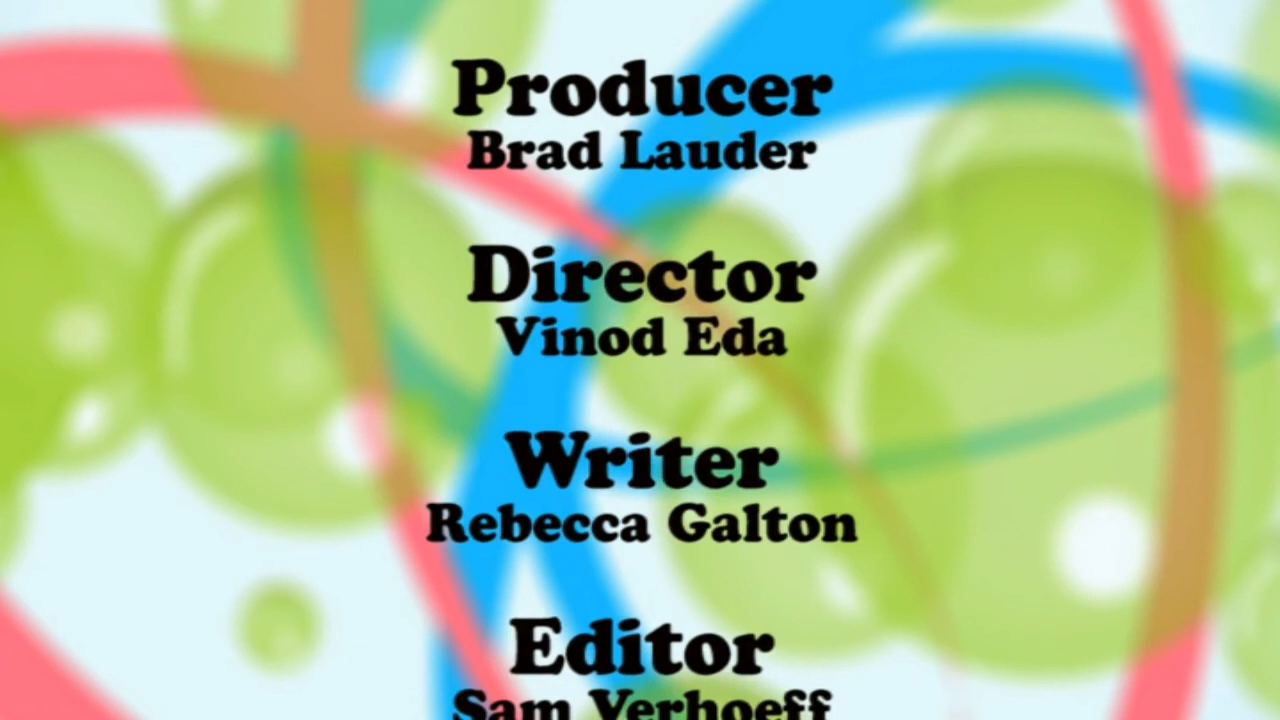 Producer
Brad Lauder
Director
Vinod Eda
Writer
Rebecca Galton
Editor
Sam Verhoeff